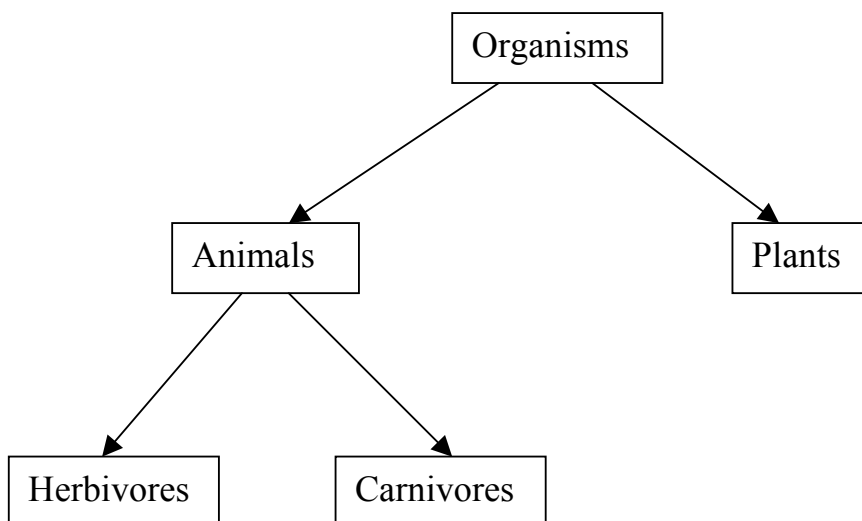 Organisms
Animals
Plants
Herbivores
Carnivores